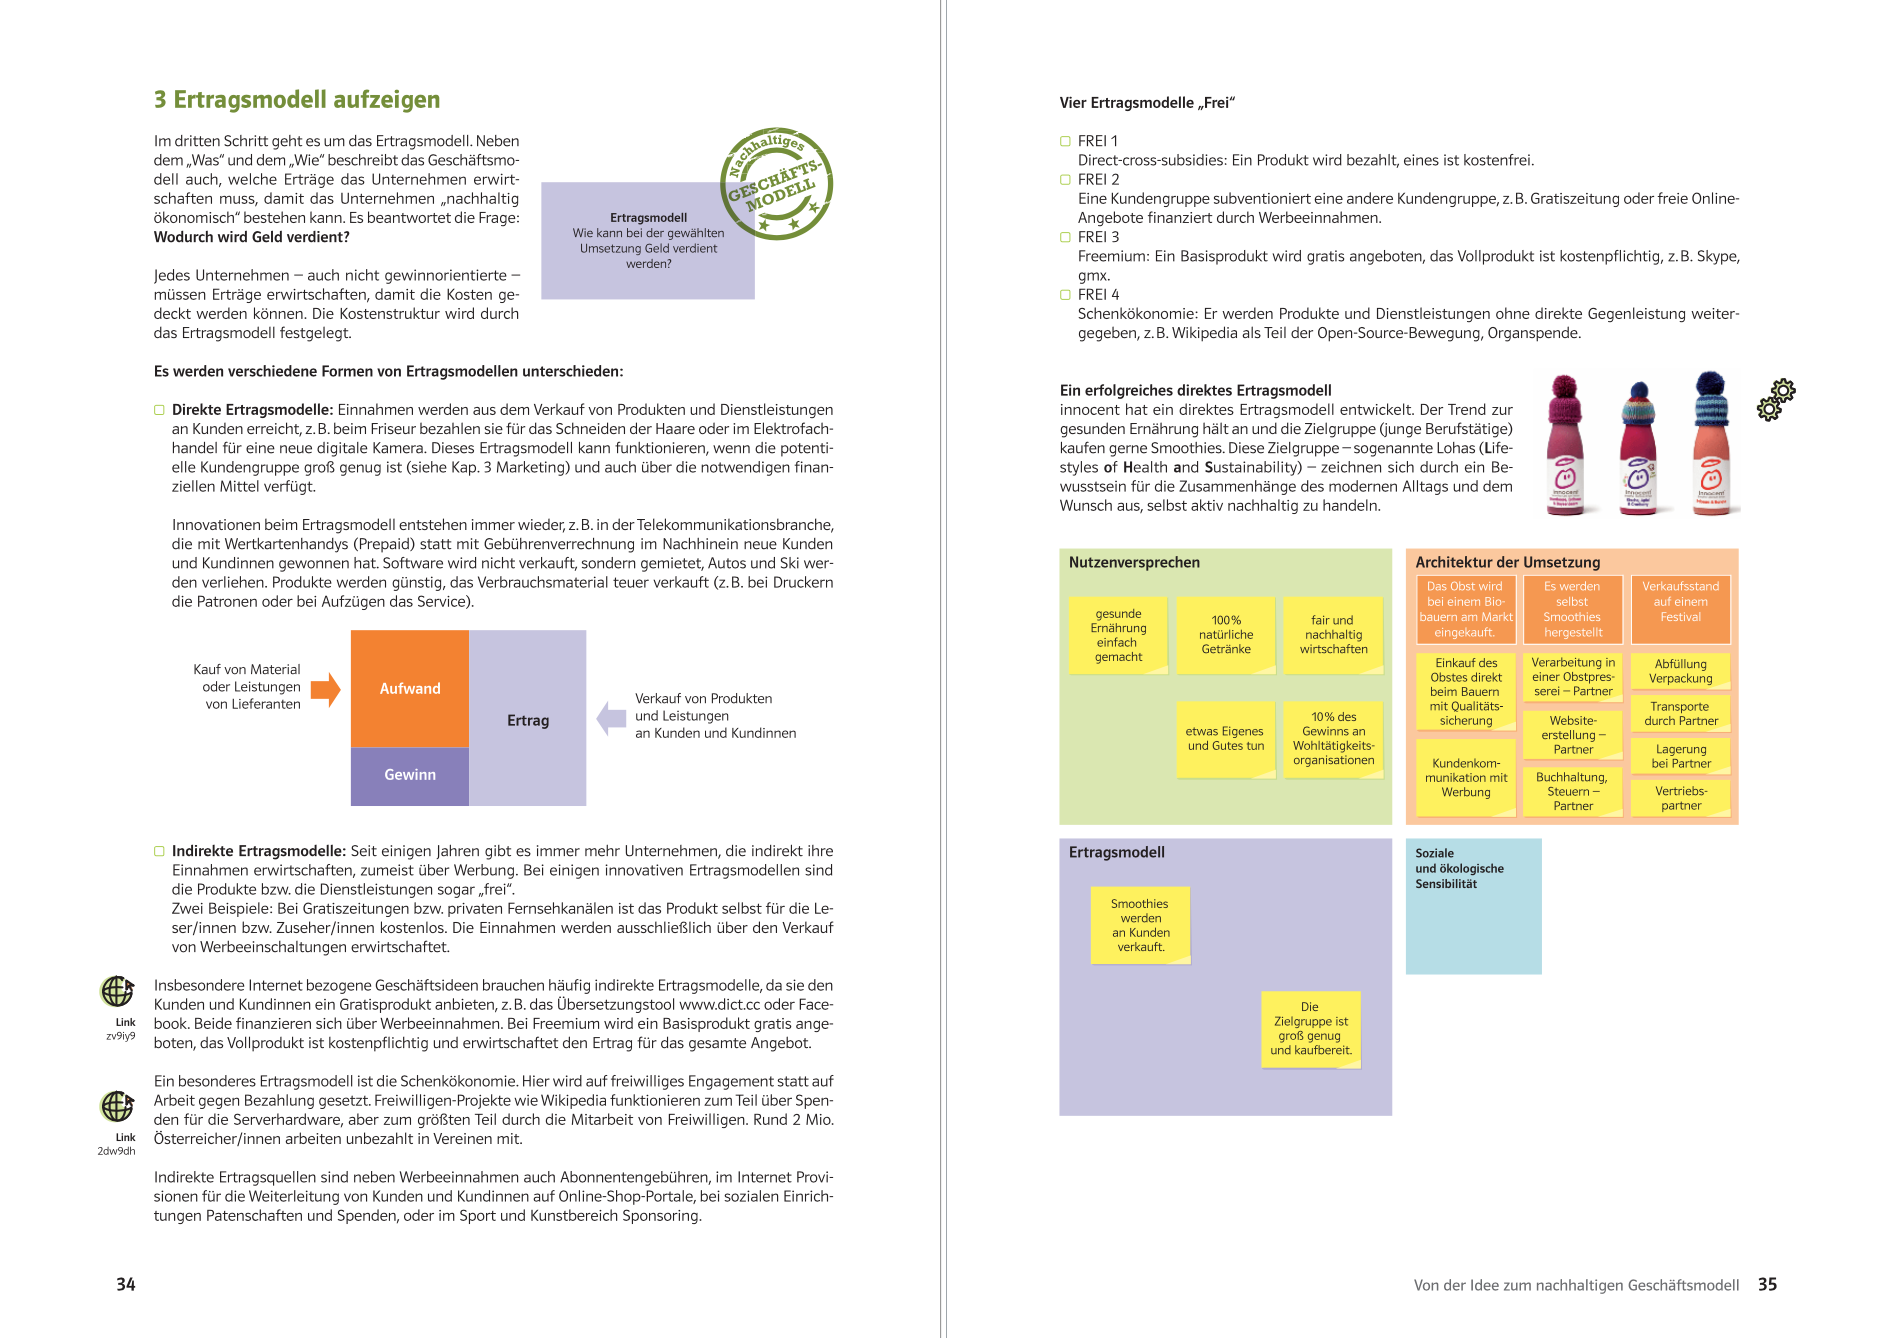 3 Ertragsmodell aufzeigen
Im dritten Schritt geht es um das Ertragsmodell. Neben
dem „Was“ und dem „Wie“ beschreibt das Geschäftsmo-
dell auch, welche Erträge das Unternehmen erwirt-
schaften muss, damit das Unternehmen „nachhaltig
ökonomisch“ bestehen kann. Es beantwortet die Frage:
Wodurch wird Geld verdient?
Jedes Unternehmen – auch nicht gewinnorientierte –
müssen Erträge erwirtschaften, damit die Kosten ge-
deckt werden können. Die Kostenstruktur wird durch
das Ertragsmodell festgelegt.
Nachhaltiges
GESCHÄFTS-
MODELL
Ertragsmodell
Wie kann bei der gewählten
Umsetzung Geld verdient
werden?
Es werden verschiedene Formen von Ertragsmodellen unterschieden:
Direkte Ertragsmodelle: Einnahmen werden aus dem Verkauf von Produkten und Dienstleistungen
an Kunden erreicht, z. B. beim Friseur bezahlen sie für das Schneiden der Haare oder im Elektrofach-
handel für eine neue digitale Kamera. Dieses Ertragsmodell kann funktionieren, wenn die potenti-
elle Kundengruppe groß genug ist (siehe Kap. 3 Marketing) und auch über die notwendigen finan-
ziellen Mittel verfügt.
Innovationen beim Ertragsmodell entstehen immer wieder, z. B. in der Telekommunikationsbranche,
die mit Wertkartenhandys (Prepaid) statt mit Gebührenverrechnung im Nachhinein neue Kunden
und Kundinnen gewonnen hat. Software wird nicht verkauft, sondern gemietet, Autos und Ski wer-
den verliehen. Produkte werden günstig, das Verbrauchsmaterial teuer verkauft (z. B. bei Druckern
die Patronen oder bei Aufzügen das Service).
Kauf von Material
oder Leistungen
von Lieferanten
Aufwand
Gewinn
Ertrag
Verkauf von Produkten
und Leistungen
an Kunden und Kundinnen
Indirekte Ertragsmodelle: Seit einigen Jahren gibt es immer mehr Unternehmen, die indirekt ihre
Einnahmen erwirtschaften, zumeist über Werbung. Bei einigen innovativen Ertragsmodellen sind
die Produkte bzw. die Dienstleistungen sogar „frei“.
Zwei Beispiele: Bei Gratiszeitungen bzw. privaten Fernsehkanälen ist das Produkt selbst für die Le-
ser/innen bzw. Zuseher/innen kostenlos. Die Einnahmen werden ausschließlich über den Verkauf
von Werbeeinschaltungen erwirtschaftet.
Link
zv9iy9
Insbesondere Internet bezogene Geschäftsideen brauchen häufig indirekte Ertragsmodelle, da sie den
Kunden und Kundinnen ein Gratisprodukt anbieten, z. B. das Übersetzungstool www.dict.cc oder Face-
book. Beide finanzieren sich über Werbeeinnahmen. Bei Freemium wird ein Basisprodukt gratis ange-
boten, das Vollprodukt ist kostenpflichtig und erwirtschaftet den Ertrag für das gesamte Angebot.
Link
2dw9dh
Ein besonderes Ertragsmodell ist die Schenkökonomie. Hier wird auf freiwilliges Engagement statt auf
Arbeit gegen Bezahlung gesetzt. Freiwilligen-Projekte wie Wikipedia funktionieren zum Teil über Spen-
den für die Serverhardware, aber zum größten Teil durch die Mitarbeit von Freiwilligen. Rund 2 Mio.
Österreicher/innen arbeiten unbezahlt in Vereinen mit.
Indirekte Ertragsquellen sind neben Werbeeinnahmen auch Abonnentengebühren, im Internet Provi-
sionen für die Weiterleitung von Kunden und Kundinnen auf Online-Shop-Portale, bei sozialen Einrich-
tungen Patenschaften und Spenden, oder im Sport und Kunstbereich Sponsoring.
34
Vier Ertragsmodelle „Frei“
FREI 1
Direct-cross-subsidies: Ein Produkt wird bezahlt, eines ist kostenfrei.
FREI 2
Eine Kundengruppe subventioniert eine andere Kundengruppe, z. B. Gratiszeitung oder freie Online-
Angebote finanziert durch Werbeeinnahmen.
FREI 3
Freemium: Ein Basisprodukt wird gratis angeboten, das Vollprodukt ist kostenpflichtig, z. B. Skype,
gmx.
FREI 4
Schenkökonomie: Er werden Produkte und Dienstleistungen ohne direkte Gegenleistung weiter-
gegeben, z. B. Wikipedia als Teil der Open-Source-Bewegung, Organspende.
Ein erfolgreiches direktes Ertragsmodell
innocent hat ein direktes Ertragsmodell entwickelt. Der Trend zur
gesunden Ernährung hält an und die Zielgruppe (junge Berufstätige)
kaufen gerne Smoothies. Diese Zielgruppe – sogenannte Lohas (Life-
styles of Health and Sustainability) – zeichnen sich durch ein Be-
wusstsein für die Zusammenhänge des modernen Alltags und dem
Wunsch aus, selbst aktiv nachhaltig zu handeln.
innocent
innocent
innocent
Nutzenversprechen
gesunde
Ernährung
einfach
gemacht
100 %
natürliche
Getränke
fair und
nachhaltig
wirtschaften
etwas Eigenes
und Gutes tun
10 % des
Gewinns an
Wohltätigkeits-
organisationen
Architektur der Umsetzung
Das Obst wird
bei einem Bio-
bauern am Markt
eingekauft.
Es werden
selbst
Smoothies
hergestellt
Verkaufsstand
auf einem
Festival
Einkauf des
Obstes direkt
beim Bauern
mit Qualitäts-
sicherung
Kundenkom-
munikation mit
Werbung
Verarbeitung in
einer Obstpres-
serei – Partner
Website-
erstellung –
Partner
Buchhaltung,
Steuern –
Partner
Abfüllung
Verpackung
Transporte
durch Partner
Lagerung
bei Partner
Vertriebs-
partner
Ertragsmodell
Smoothies
werden
an Kunden
verkauft.
Die
Zielgruppe ist
groß genug
und kaufbereit.
Soziale
und ökologische
Sensibilität
Von der Idee zum nachhaltigen Geschäftsmodell 35